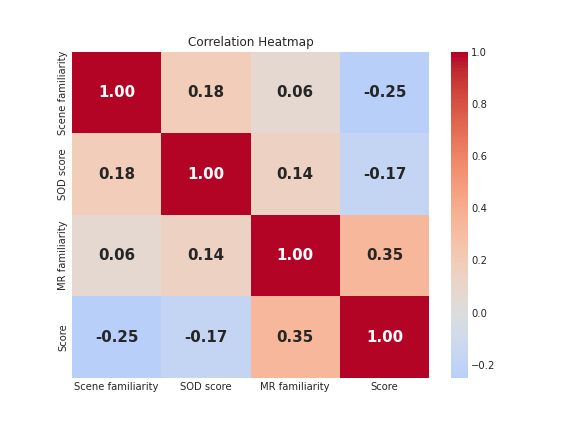 Correlation Heatmap
Scene familiarity
1.00
0.18
0.06
-0.25
SOD score
0.18
1.00
0.14
-0.17
MR familiarity
0.06
0.14
1.00
0.35
Score
-0.25
-0.17
0.35
1.00
Scene familiarity
SOD score
MR familiarity
Score
1.0
0.8
0.6
0.4
0.2
0.0
−0.2